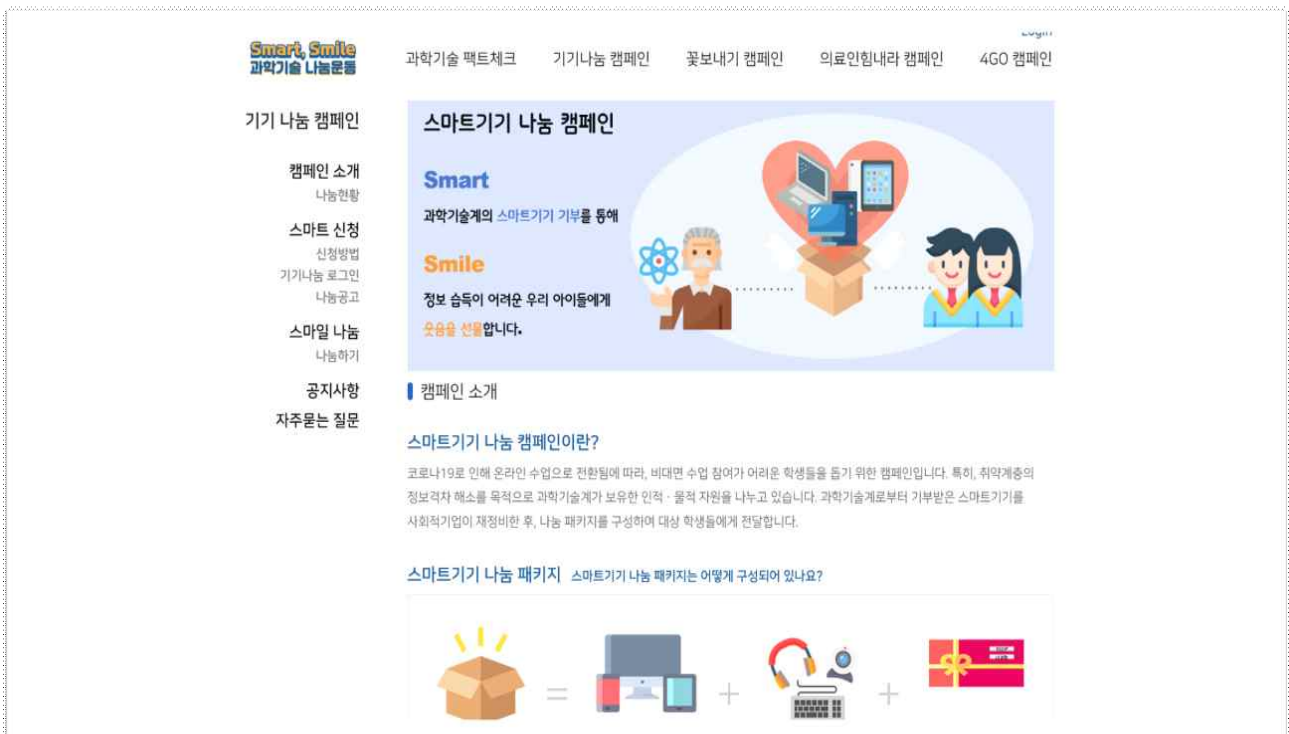 Login
Smart, Smile
과학기술 나눔운동
과학기술 팩트체크
기기나눔 캠페인
꽃보내기 캠페인
의료인힘내라 캠페인
4GO 캠페인
기기 나눔 캠페인
캠페인 소개
나눔현황
스마트 신청
신청방법
기기나눔 로그인
나눔공고
스마일 나눔
나눔하기
공지사항
자주묻는 질문
스마트기기 나눔 캠페인
Smart
과학기술계의 스마트기기 기부를 통해
Smile
정보 습득이 어려운 우리 아이들에게
웃음을 선물합니다.
캠페인 소개
스마트기기 나눔 캠페인이란?
코로나19로 인해 온라인 수업으로 전환됨에 따라, 비대면 수업 참여가 어려운 학생들을 돕기 위한 캠페인입니다. 특히, 취약계층의
정보격차 해소를 목적으로 과학기술계가 보유한 인적 · 물적 자원을 나누고 있습니다. 과학기술계로부터 기부받은 스마트기기를
사회적기업이 재정비한 후, 나눔 패키지를 구성하여 대상 학생들에게 전달합니다.
스마트기기 나눔 패키지 스마트기기 나눔 패키지는 어떻게 구성되어 있나요?
= + +